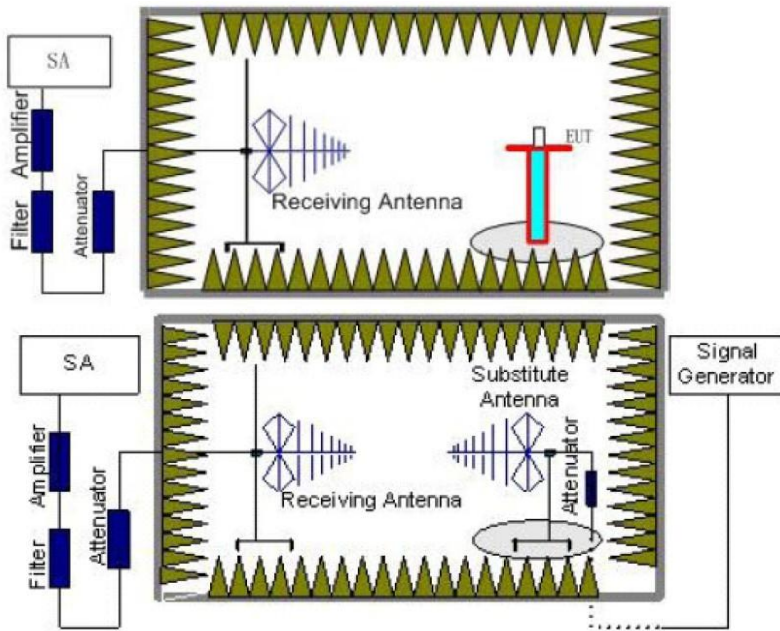 SA
Amplifier
Filter
Attenuator
Receiving Antenna
EUT
SA
Amplifier
Filter
Attenuator
Receiving Antenna
Substitute
Antenna
Attenuator
Signal
Generator